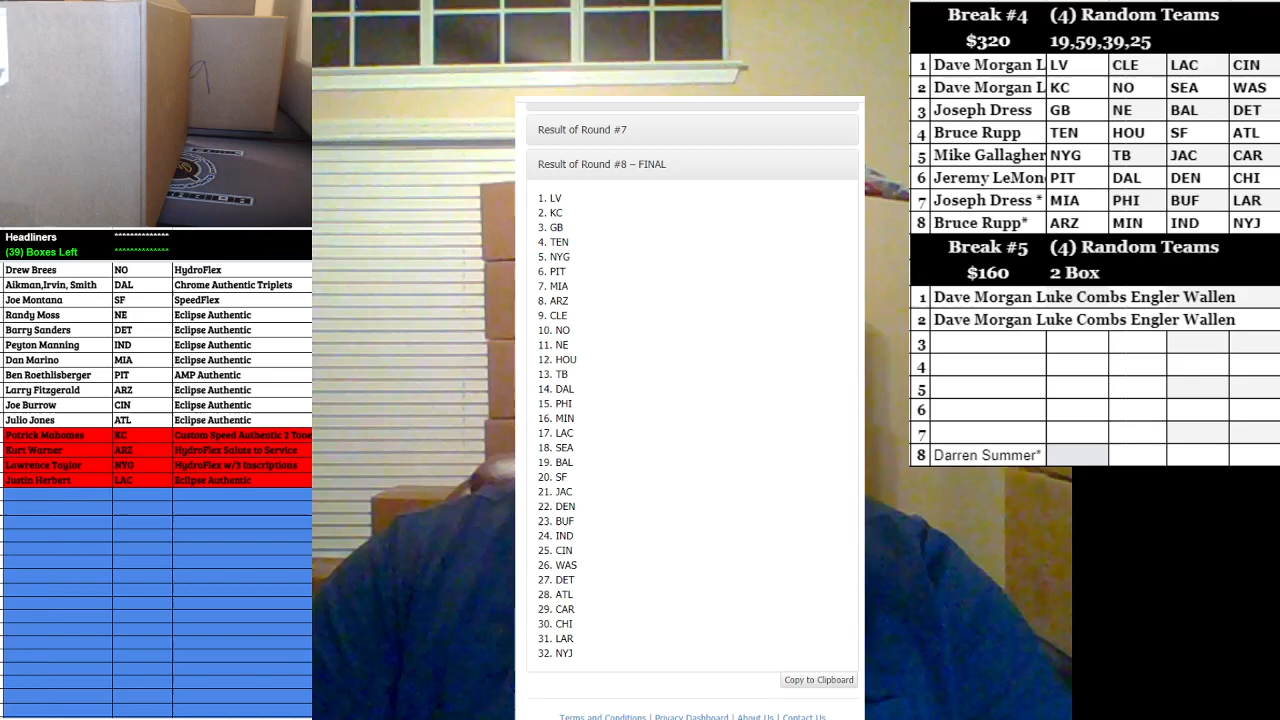 Headliners **************
(39) Boxes Left **************
Drew Brees NO HydroFlex
Aikman,Irvin, Smith DAL Chrome Authentic Triplets
Joe Montana SF SpeedFlex
Randy Moss NE Eclipse Authentic
Barry Sanders DET Eclipse Authentic
Peyton Manning IND Eclipse Authentic
Dan Marino MIA Eclipse Authentic
Ben Roethlisberger PIT AMP Authentic
Larry Fitzgerald ARZ Eclipse Authentic
Joe Burrow CIN Eclipse Authentic
Julio Jones ATL Eclipse Authentic
Patrick Mahomes KC Custom Speed Authentic 2 Tone
Kurt Warner ARZ HydroFlex Salute to Service
Lawrence Taylor NYG HydroFlex w/3 Inscriptions
Justin Herbert LAC Eclipse Authentic
Result of Round #7
Result of Round #8 – FINAL
1. LV
2. KC
3. GB
4. TEN
5. NYG
6. PIT
7. MIA
8. ARZ
9. CLE
10. NO
11. NE
12. HOU
13. TB
14. DAL
15. PHI
16. MIN
17. LAC
18. SEA
19. BAL
20. SF
21. JAC
22. DEN
23. BUF
24. IND
25. CIN
26. WAS
27. DET
28. ATL
29. CAR
30. CHI
31. LAR
32. NYJ
Copy to Clipboard
Terms and Conditions | Privacy Dashboard | About Us | Contact Us
Break #4 (4) Random Teams
$320 19,59,39,25
1 Dave Morgan L LV CLE LAC CIN
2 Dave Morgan L KC NO SEA WAS
3 Joseph Dress GB NE BAL DET
4 Bruce Rupp TEN HOU SF ATL
5 Mike Gallagher NYG TB JAC CAR
6 Jeremy LeMon PIT DAL DEN CHI
7 Joseph Dress * MIA PHI BUF LAR
8 Bruce Rupp* ARZ MIN IND NYJ
Break #5 (4) Random Teams
$160 2 Box
1 Dave Morgan Luke Combs Engler Wallen
2 Dave Morgan Luke Combs Engler Wallen
3
4
5
6
7
8 Darren Summer*